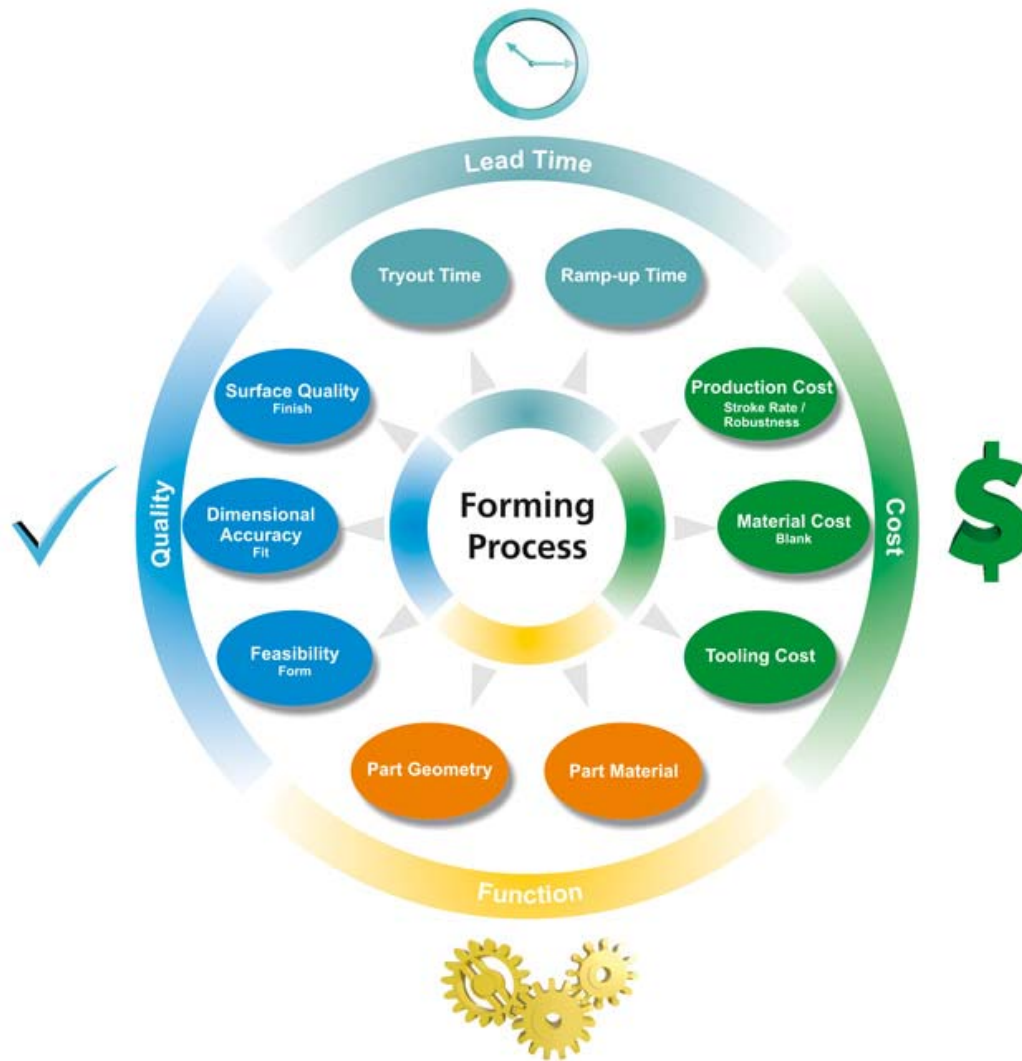 Lead Time
Tryout Time
Ramp-up Time
Surface Quality
Finish
Production Cost
Stroke Rate /
Robustness
Quality
Dimensional
Accuracy
Fit
Forming
Process
Material Cost
Blank
Cost
Feasibility
Form
Tooling Cost
Part Geometry
Part Material
Function
$